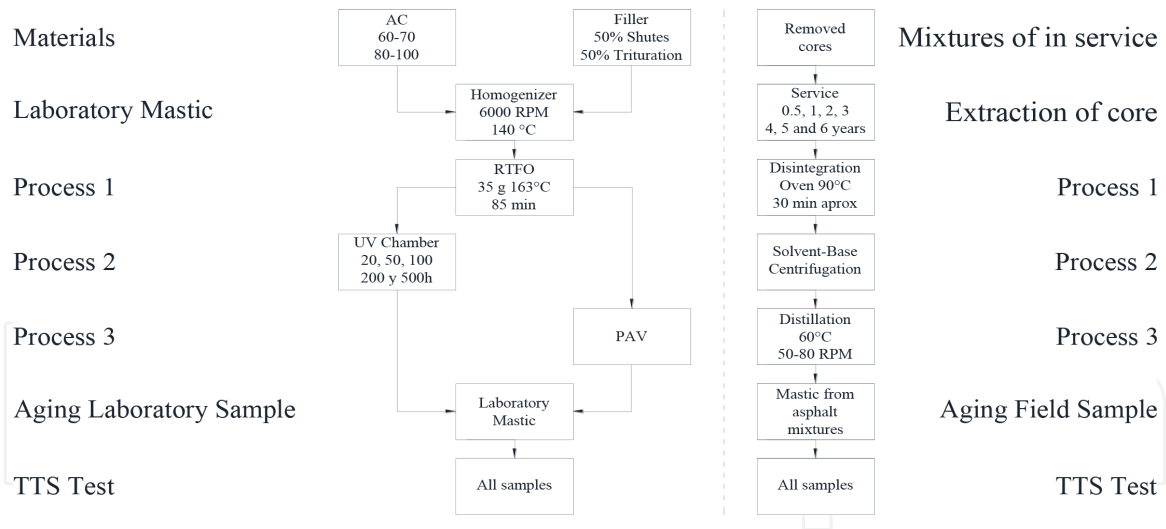 Materials
AC
60-70
80-100
Filler
50% Shutes
50% Trituration
Removed
cores
Mixtures of in service
Laboratory Mastic
Homogenizer
6000 RPM
140 °C
Service
0.5, 1, 2, 3
4, 5 and 6 years
Extraction of core
Process 1
RTFO
35 g 163°C
85 min
Disintegration
Oven 90°C
30 min aprox
Process 1
Process 2
UV Chamber
20, 50, 100
200 y 500h
Solvent-Base
Centrifugation
Process 2
Process 3
PAV
Distillation
60°C
50-80 RPM
Process 3
Aging Laboratory Sample
Laboratory
Mastic
Mastic from
asphalt
mixtures
Aging Field Sample
TTS Test
All samples
All samples
TTS Test